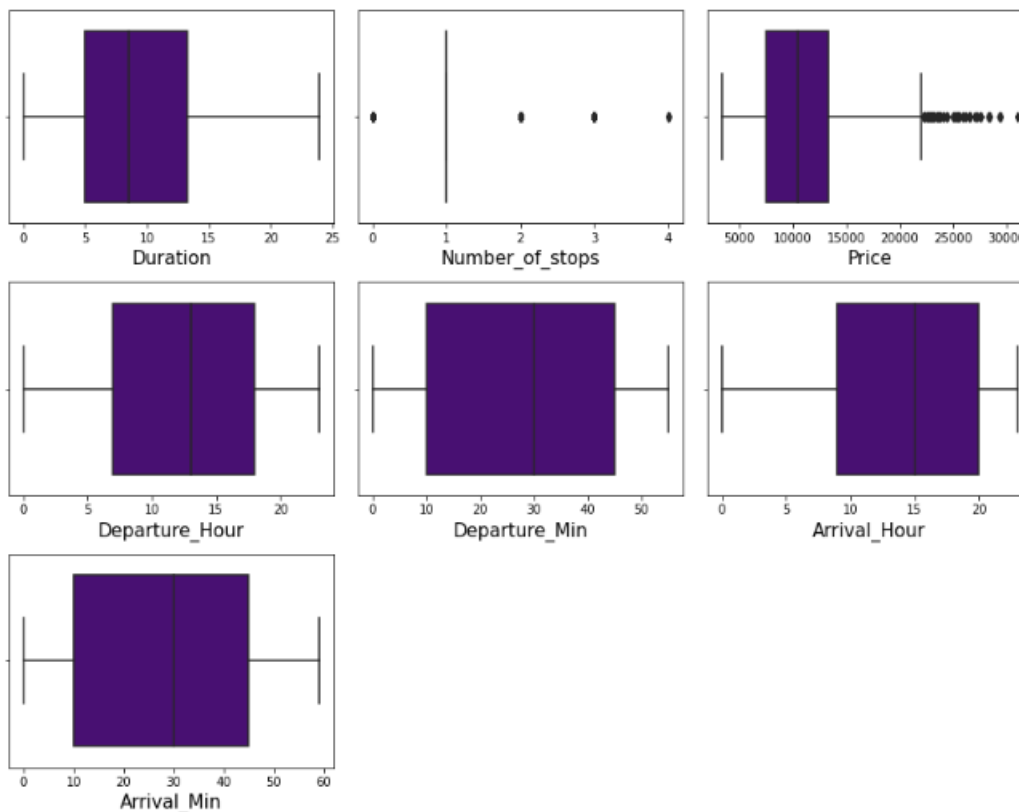 0 5 10 15 20 25
Duration
0 1 2 3 4
Number_of_stops
5000 10000 15000 20000 25000 30000
Price
0 5 10 15 20
Departure_Hour
0 10 20 30 40 50
Departure_Min
0 5 10 15 20
Arrival_Hour
0 10 20 30 40 50 60
Arrival_Min